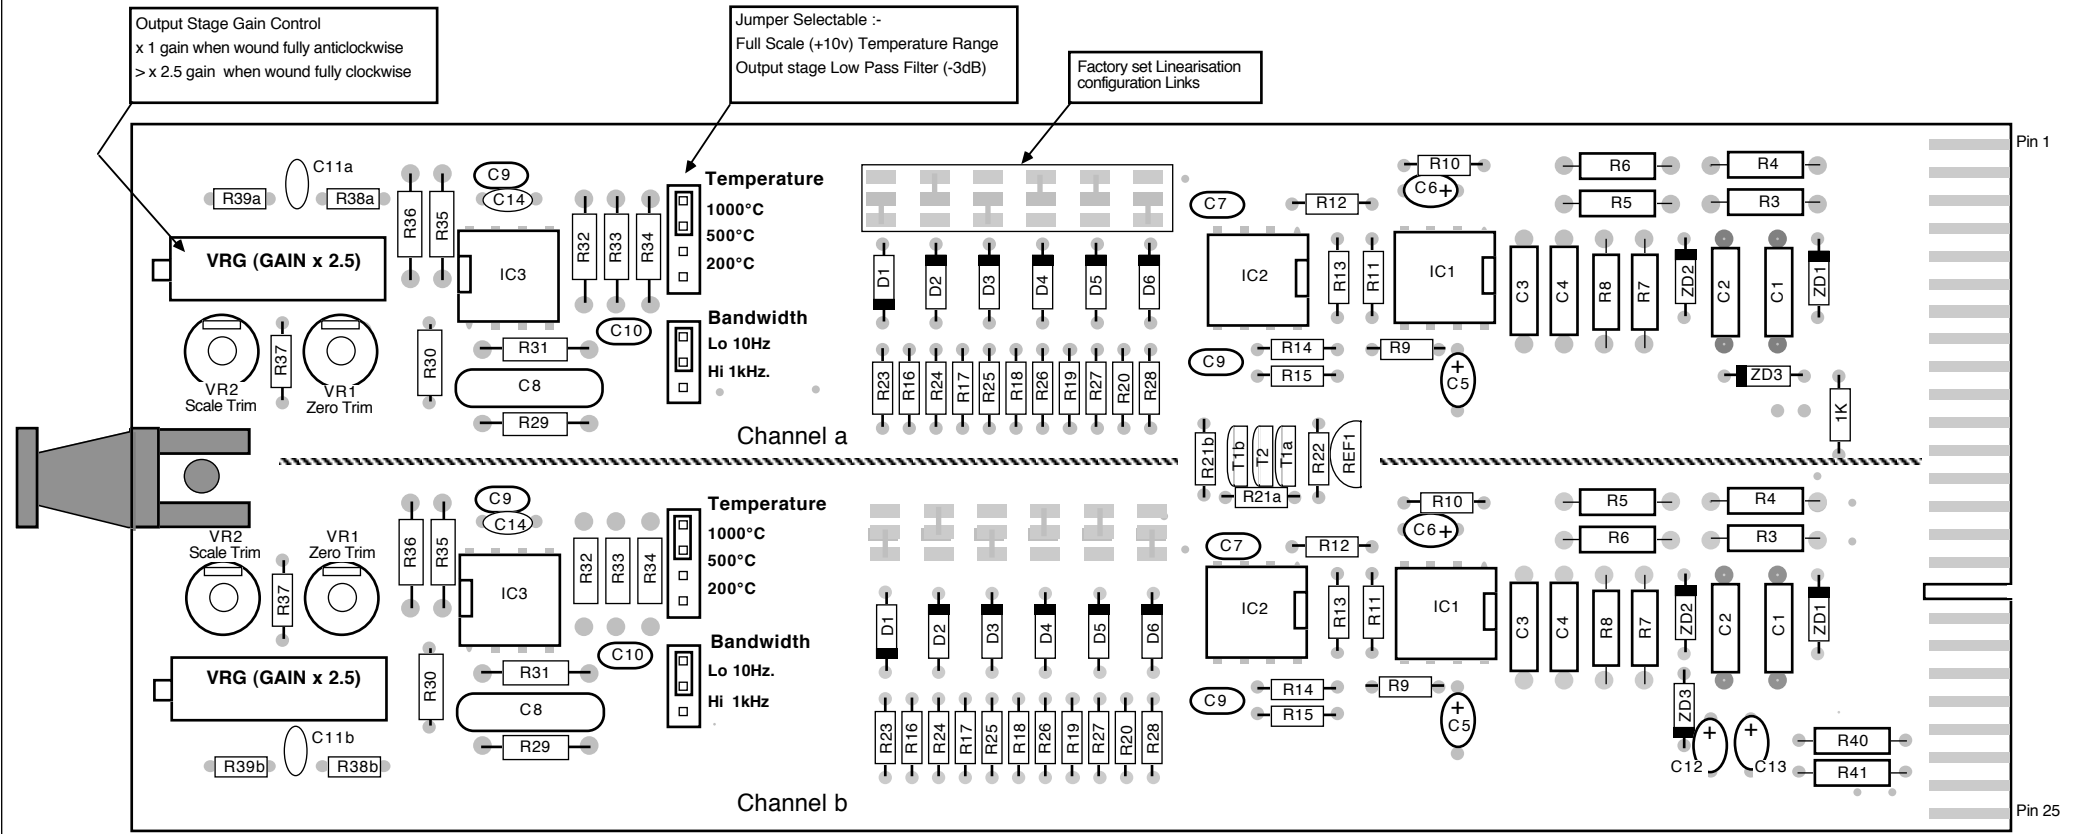 Output Stage Gain Control
x 1 gain when wound fully anticlockwise
> x 2.5 gain when wound fully clockwise
Jumper Selectable :-
Full Scale (+10v) Temperature Range
Output stage Low Pass Filter (-3dB)
Factory set Linearisation
configuration Links
Pin 1
C11a
R39a
R38a
R36
R35
C9
C14
R32
R33
R34
Temperature
1000°C
500°C
200°C
VRG (GAIN x 2.5)
IC3
C10
Bandwidth
Lo 10Hz
Hi 1kHz.
R37
VR2
Scale Trim
VR1
Zero Trim
R30
R31
C8
R29
D1
D2
D3
D4
D5
D6
R23
R16
R24
R17
R25
R18
R26
R19
R27
R20
R28
Channel a
C7
R12
R10
C6+
IC2
R13
R11
IC1
C9
R14
R15
R9
+
C5
R6
R5
R4
R3
C3
C4
R8
R7
ZD2
C2
C1
ZD1
ZD3
1K
R21b
T1b
T2
T1a
R22
REF1
R21a
VR2
Scale Trim
VR1
Zero Trim
R37
R36
R35
C9
C14
R32
R33
R34
Temperature
1000°C
500°C
200°C
IC3
C10
Bandwidth
Lo 10Hz.
Hi 1kHz
VRG (GAIN x 2.5)
R30
R31
C8
R29
C11b
R39b
R38b
D1
D2
D3
D4
D5
D6
R23
R16
R24
R17
R25
R18
R26
R19
R27
R20
R28
Channel b
C7
R12
R10
C6+
IC2
R13
R11
IC1
C9
R14
R15
R9
+
C5
R5
R6
R4
R3
C3
C4
R8
R7
ZD2
C2
C1
ZD1
ZD3
+
C12
+
C13
R40
R41
Pin 25